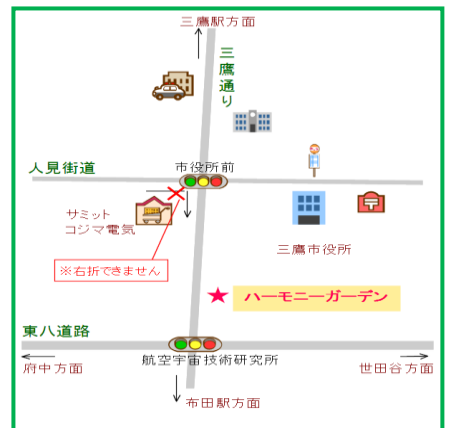 三鷹駅方面
三鷹通り
人見街道
市役所前
サミット
コジマ電気
三鷹市役所
※右折できません
ハーモニーガーデン
東八道路
航空宇宙技術研究所
府中方面
世田谷方面
布田駅方面